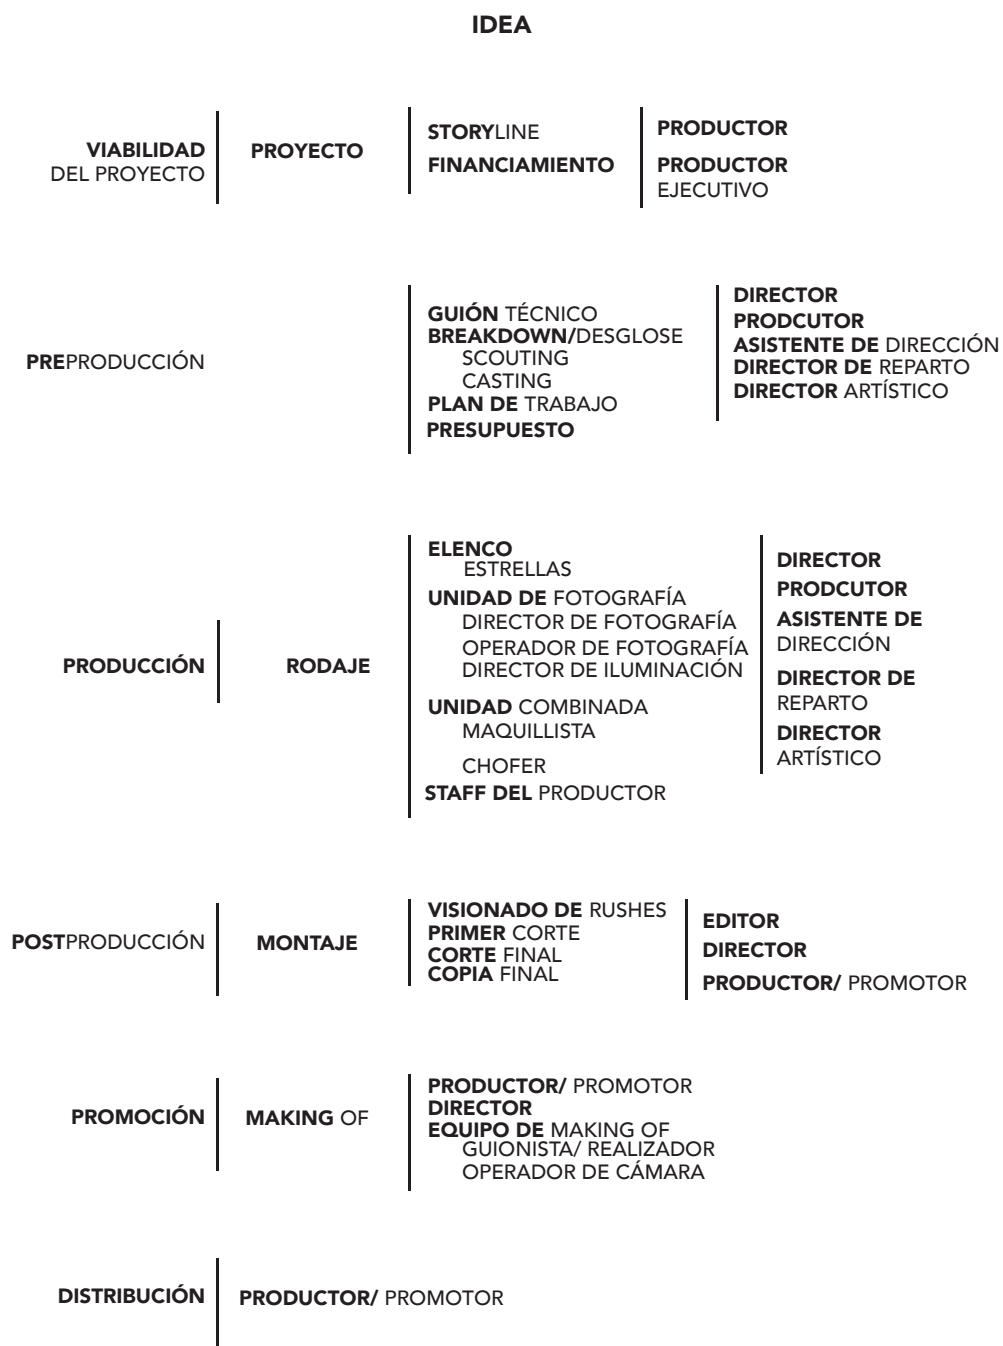 IDEA
VIABILIDAD
DEL PROYECTO
PROYECTO
STORYLINE
FINANCIAMIENTO
PRODUCTOR
PRODUCTOR
EJECUTIVO
PREPRODUCCIÓN
GUIÓN TÉCNICO
BREAKDOWN/DESGLOSE
SCOUTING
CASTING
PLAN DE TRABAJO
PRESUPUESTO
DIRECTOR
PRODCUTOR
ASISTENTE DE DIRECCIÓN
DIRECTOR DE REPARTO
DIRECTOR ARTÍSTICO
PRODUCCIÓN
RODAJE
ELENCO
ESTRELLAS
UNIDAD DE FOTOGRAFÍA
DIRECTOR DE FOTOGRAFÍA
OPERADOR DE FOTOGRAFÍA
DIRECTOR DE ILUMINACIÓN
UNIDAD COMBINADA
MAQUILLISTA
CHOFER
STAFF DEL PRODUCTOR
DIRECTOR
PRODCUTOR
ASISTENTE DE
DIRECCIÓN
DIRECTOR DE
REPARTO
DIRECTOR
ARTÍSTICO
POSTPRODUCCIÓN
MONTAJE
VISIONADO DE RUSHES
PRIMER CORTE
CORTE FINAL
COPIA FINAL
EDITOR
DIRECTOR
PRODUCTOR/ PROMOTOR
PROMOCIÓN
MAKING OF
PRODUCTOR/ PROMOTOR
DIRECTOR
EQUIPO DE MAKING OF
GUIONISTA/ REALIZADOR
OPERADOR DE CÁMARA
DISTRIBUCIÓN
PRODUCTOR/ PROMOTOR